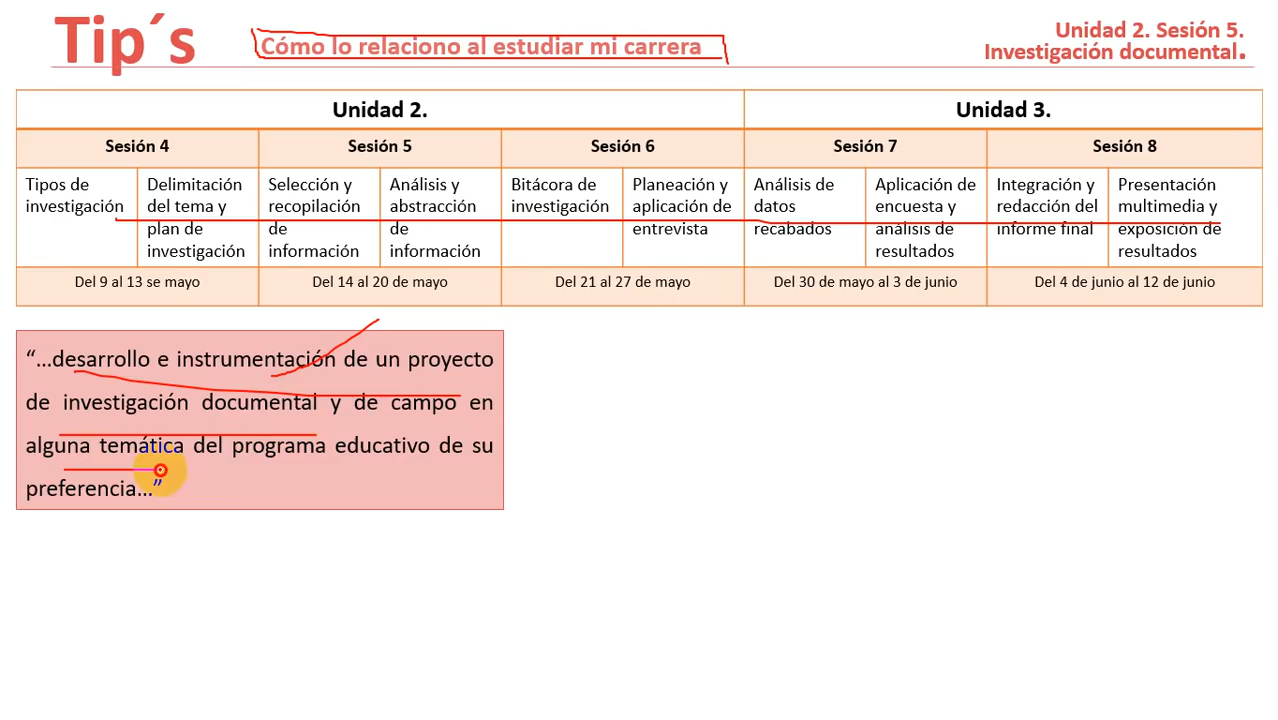 Tip´s
Cómo lo relaciono al estudiar mi carrera
Unidad 2. Sesión 5.
Investigación documental.
Unidad 2.
Unidad 3.
Sesión 4
Sesión 5
Sesión 6
Sesión 7
Sesión 8
Tipos de
investigación
Delimitación
del tema y
plan de
investigación
Selección y
recopilación
de
información
Análisis y
abstracción
de
información
Bitácora de
investigación
Planeación y
aplicación de
entrevista
Análisis de
datos
recabados
Aplicación de
encuesta y
análisis de
resultados
Integración y
redacción del
informe final
Presentación
multimedia y
exposición de
resultados
Del 9 al 13 se mayo
Del 14 al 20 de mayo
Del 21 al 27 de mayo
Del 30 de mayo al 3 de junio
Del 4 de junio al 12 de junio
“...desarrollo e instrumentación de un proyecto
de investigación documental y de campo en
alguna temática del programa educativo de su
preferencia...”